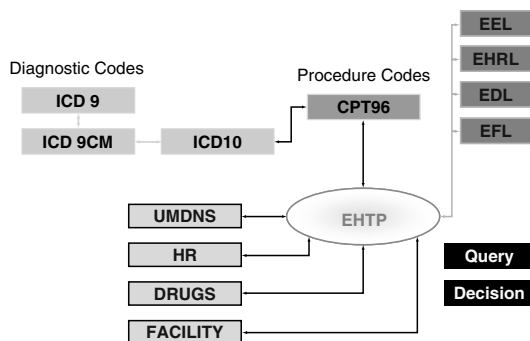 EEL
Diagnostic Codes
Procedure Codes
EHRL
ICD 9
CPT96
EDL
ICD 9CM
ICD10
EFL
UMDNS
EHTP
HR
Query
DRUGS
Decision
FACILITY